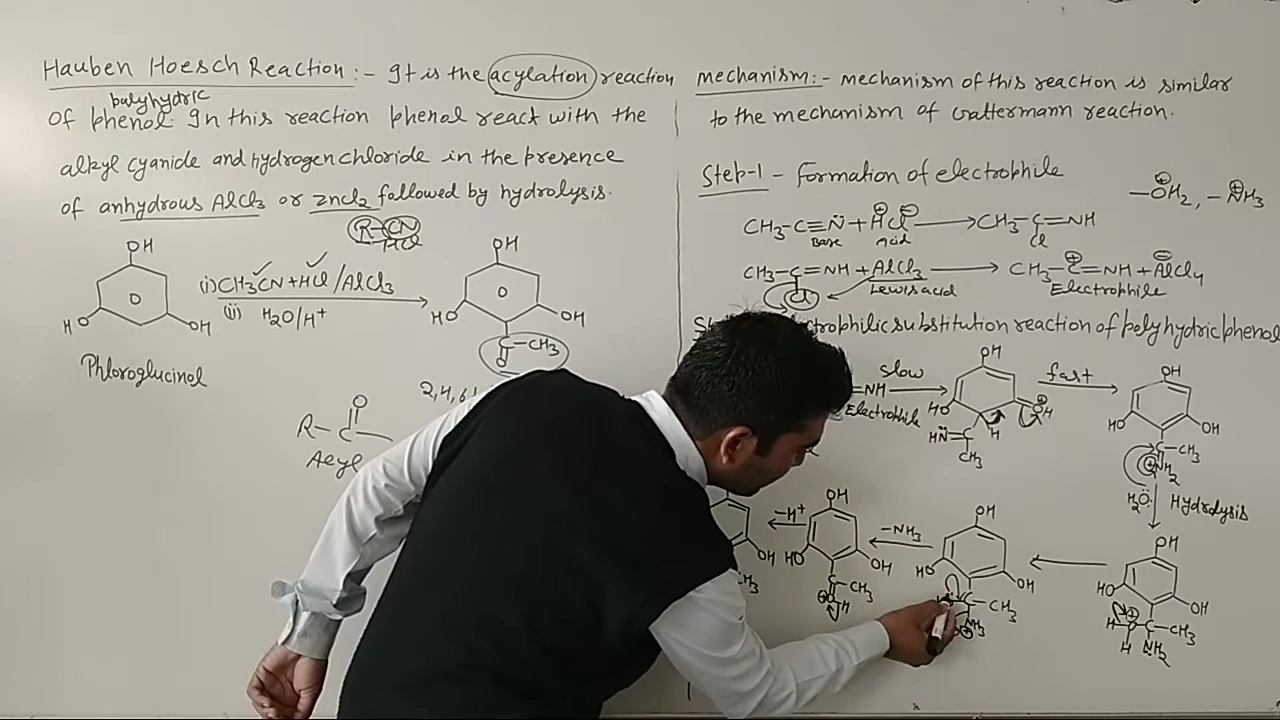 Hauben Hoesch Reaction :- It is the acylation reaction
polyhydric
of phenol. In this reaction phenol react with the
alkyl cyanide and hydrogen chloride in the presence
of anhydrous AlCl3 or ZnCl2 followed by hydrolysis.
R-CN
HCl
OH
HO
OH
Phloroglucinol
(i) CH3CN + HCl / AlCl3
(ii) H2O/H+
OH
HO
OH
C-CH3
O
2,4,6
O
R-C-
Acyl
mechanism:- mechanism of this reaction is similar
to the mechanism of Gattermann reaction.
Step-1 - Formation of electrophile
-⊕OH2, -⊕NH3
CH3-C≡N̈ + H⊕Cl⊖ → CH3-C=NH
Base Acid Cl
CH3-C=NH + AlCl3 → CH3-C⊕=NH + ⊖AlCl4
Cl Lewis acid Electrophile
electrophilic substitution reaction of polyhydric phenol
=NH slow
Electrophile
OH
HO
OH
H
HN̈=C
CH3
fast
OH
HO
OH
C-CH3
⊕NH2
H2Ö: Hydrolysis
OH
HO
OH
H-O⊕-C-CH3
H NH2
OH
HO
OH
C-CH3
NH3
⊕
-NH3
OH
HO
OH
C-CH3
⊕O H
-H+
OH